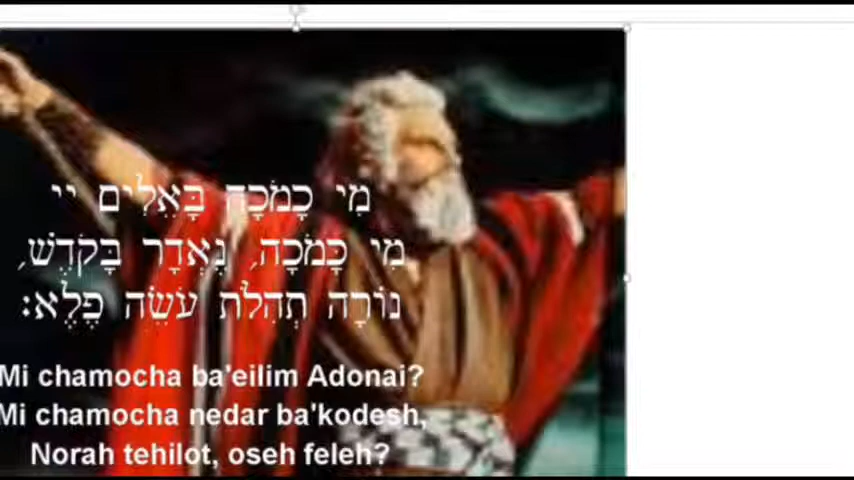 מִי כָמֹכָה בָּאֵלִים יי
מִי כָּמֹכָה, נֶאְדָּר בַּקֹּדֶשׁ,
נוֹרָא תְהִלֹּת עֹשֵׂה פֶלֶא:
Mi chamocha ba'eilim Adonai?
Mi chamocha nedar ba'kodesh,
Norah tehilot, oseh feleh?